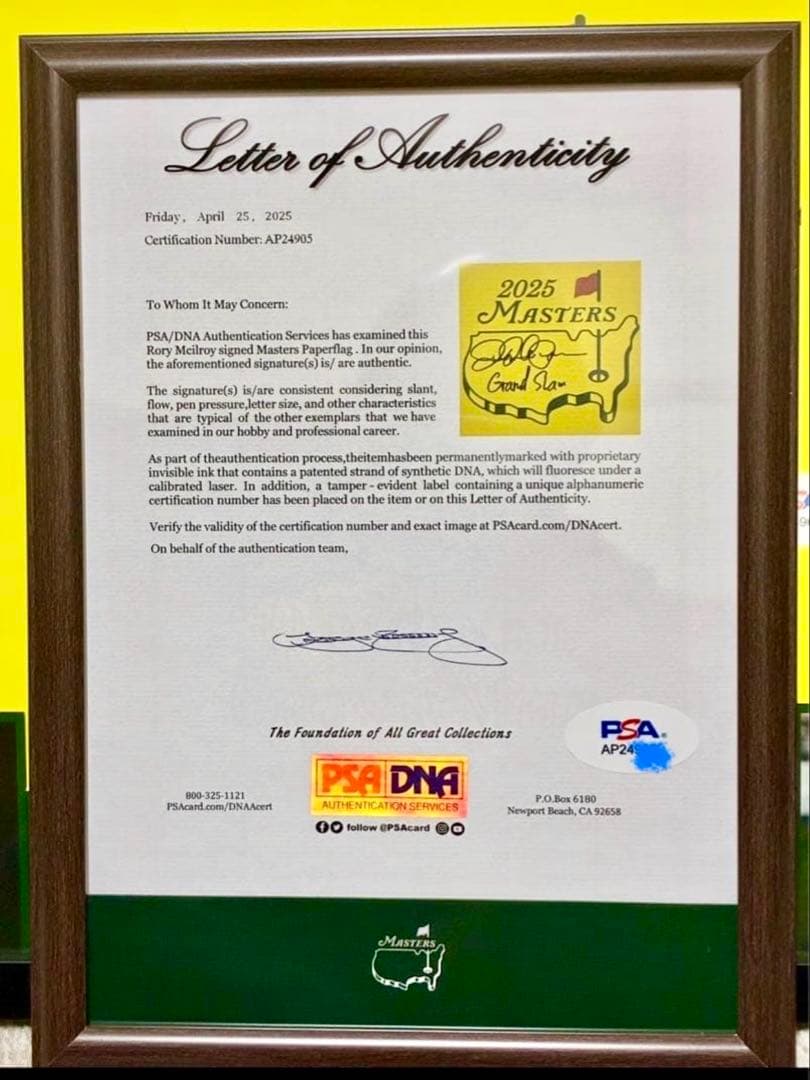 Letter of Authenticity
Friday, April 25, 2025
Certification Number: AP24905
To Whom It May Concern:
PSA/DNA Authentication Services has examined this
Rory Mcilroy signed Masters Paperflag . In our opinion,
the aforementioned signature(s) is/ are authentic.
The signature(s) is/are consistent considering slant,
flow, pen pressure,letter size, and other characteristics
that are typical of the other exemplars that we have
examined in our hobby and professional career.
2025
MASTERS
Grand Slam
As part of theauthentication process,theitemhasbeen permanentlymarked with proprietary
invisible ink that contains a patented strand of synthetic DNA, which will fluoresce under a
calibrated laser. In addition, a tamper - evident label containing a unique alphanumeric
certification number has been placed on the item or on this Letter of Authenticity.
Verify the validity of the certification number and exact image at PSAcard.com/DNAcert.
On behalf of the authentication team,
The Foundation of All Great Collections
PSA
AP24
PSA DNA
AUTHENTICATION SERVICES
800-325-1121
PSAcard.com/DNAAcert
P.O.Box 6180
Newport Beach, CA 92658
follow @PSAcard
MASTERS